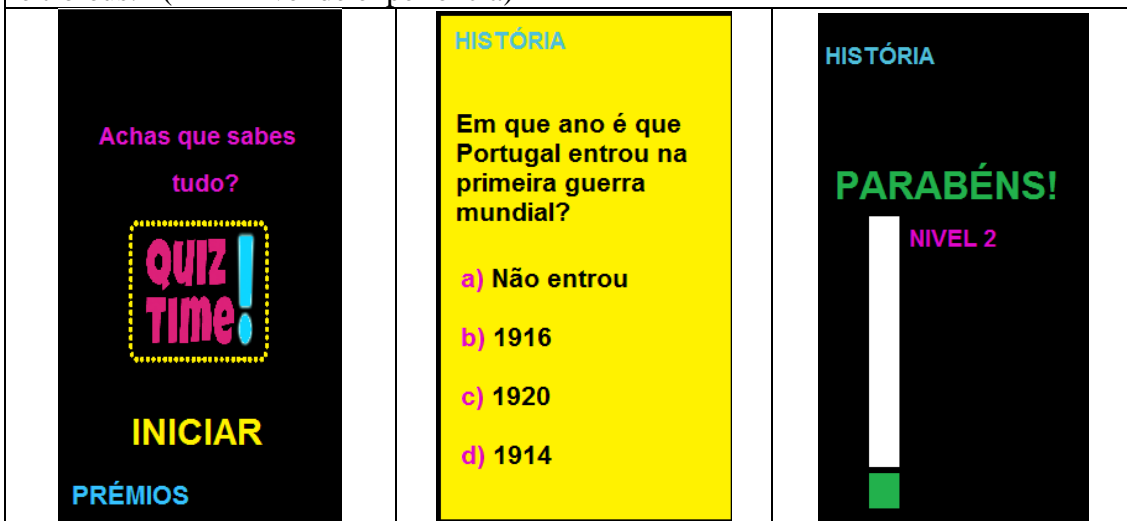 Achas que sabes
tudo?
QUIZ
TIME!
INICIAR
PRÉMIOS
HISTÓRIA
Em que ano é que
Portugal entrou na
primeira guerra
mundial?
a) Não entrou
b) 1916
c) 1920
d) 1914
HISTÓRIA
PARABÉNS!
NIVEL 2